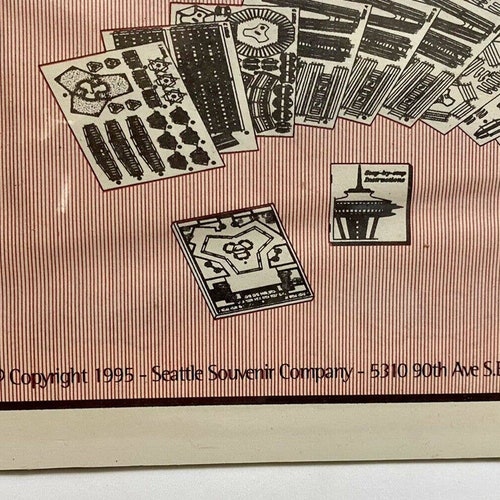 Step-by-step
Instructions
© Copyright 1995 - Seattle Souvenir Company - 5310 90th Ave S.E